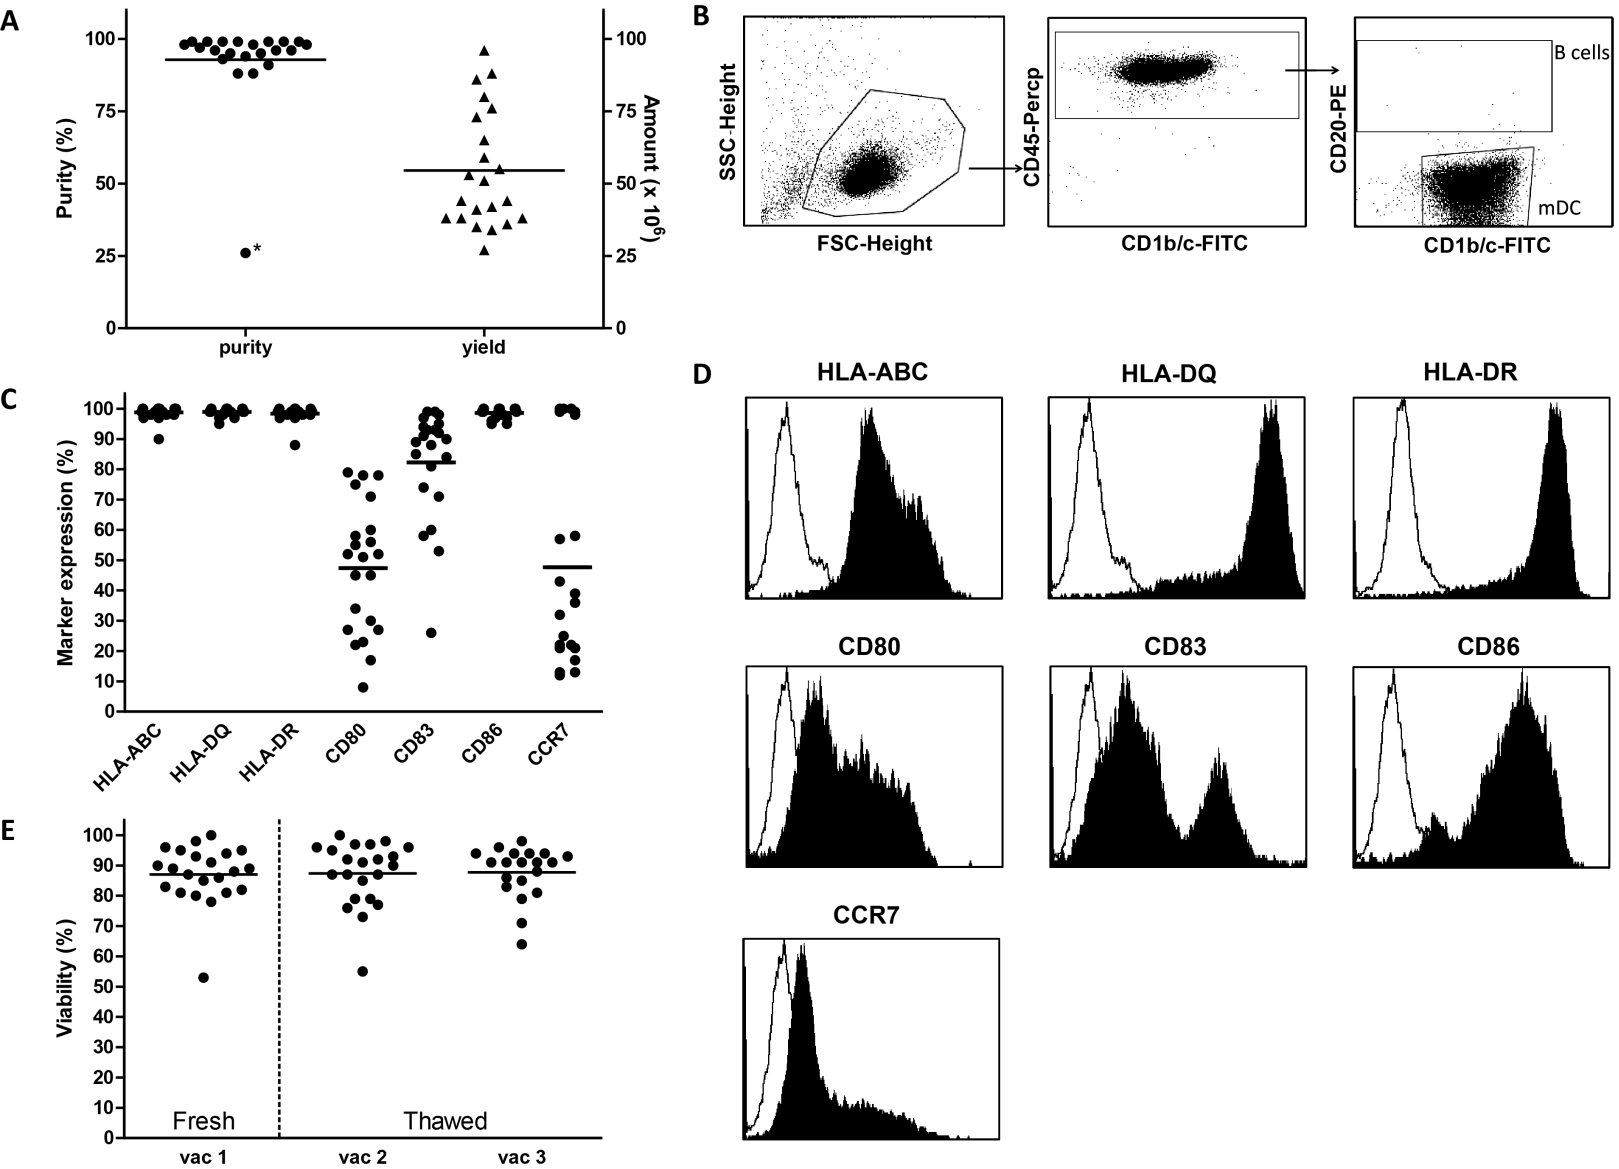 A
100
75
50
25
0
Purity (%)
*
100
75
50
25
0
Amount (x 10⁶)
purity
yield
B
SSC-Height
FSC-Height
CD45-Percp
CD1b/c-FITC
CD20-PE
B cells
mDC
CD1b/c-FITC
C
Marker expression (%)
100
90
80
70
60
50
40
30
20
10
0
HLA-ABC
HLA-DQ
HLA-DR
CD80
CD83
CD86
CCR7
D
HLA-ABC
HLA-DQ
HLA-DR
CD80
CD83
CD86
CCR7
E
Viability (%)
100
90
80
70
60
50
40
30
20
10
0
Fresh
Thawed
vac 1
vac 2
vac 3